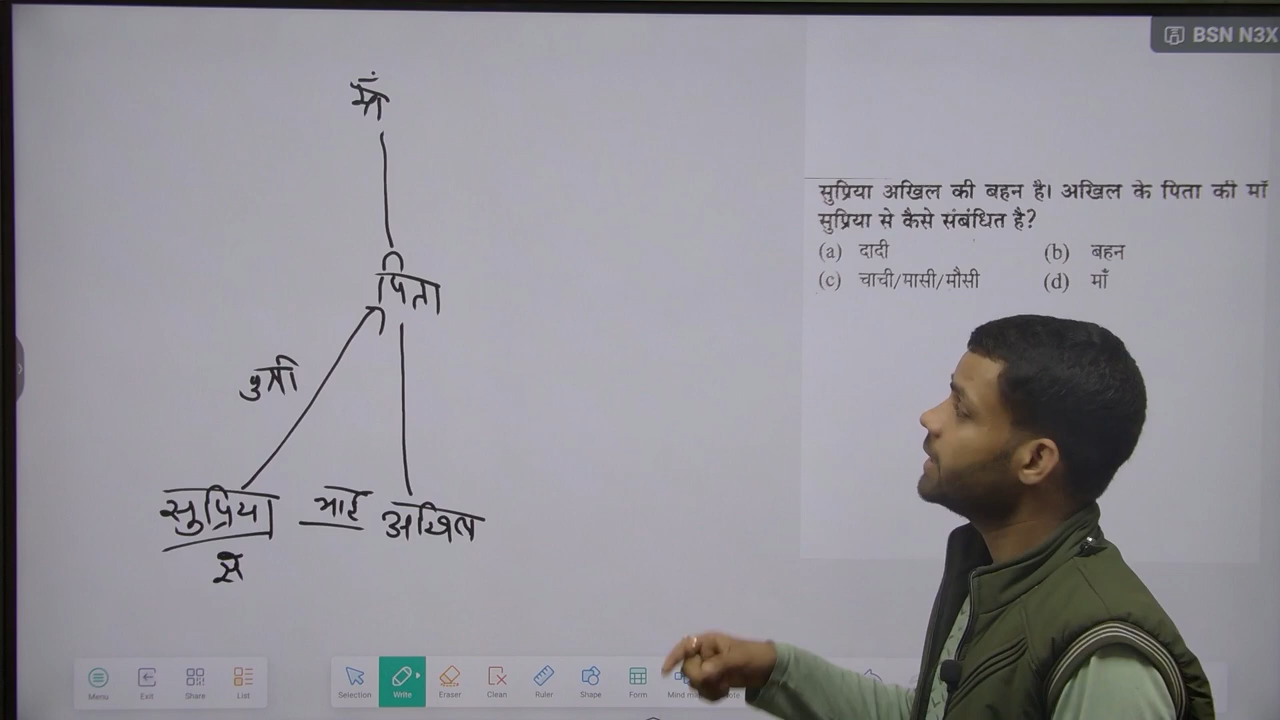 BSN N3X
माँ
सुप्रिया अखिल की बहन है। अखिल के पिता की माँ
सुप्रिया से कैसे संबंधित है?
(a) दादी (b) बहन
(c) चाची/मासी/मौसी (d) माँ
पिता
पुत्री
सुप्रिया भाई अखिल
से
Menu Exit Share List Selection Write Eraser Clean Ruler Shape Form